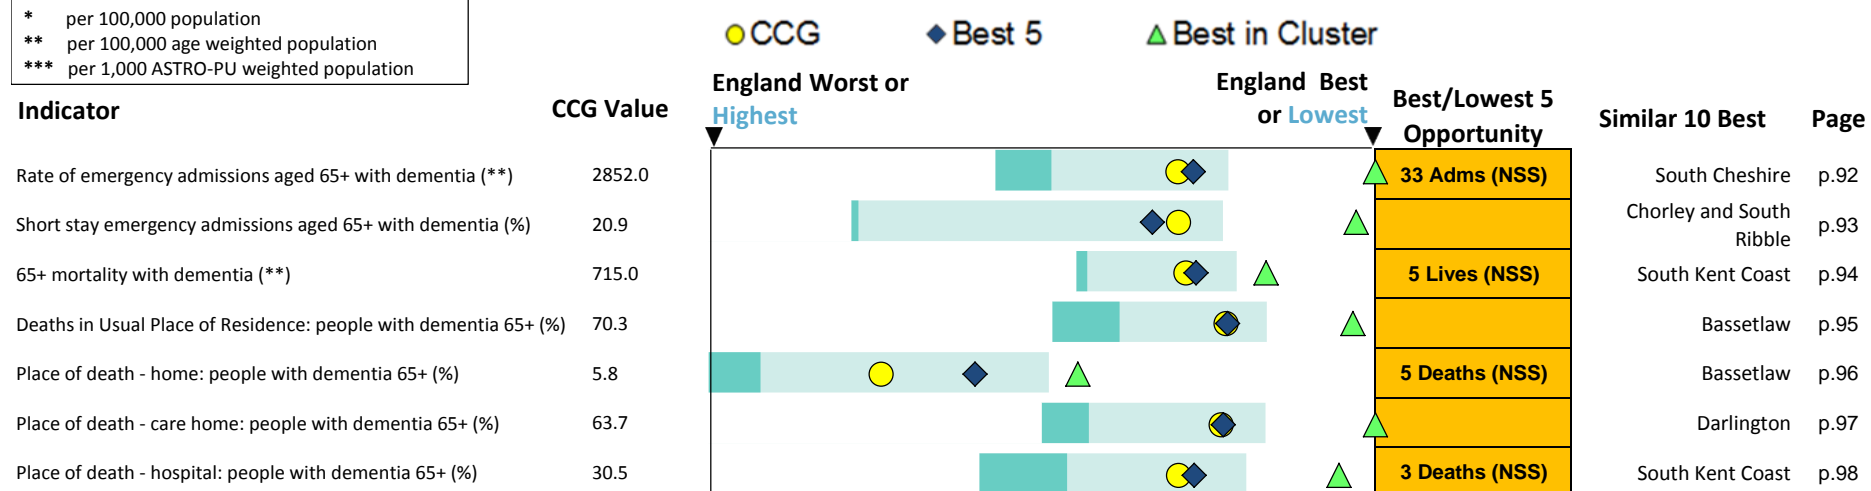 * per 100,000 population
** per 100,000 age weighted population
*** per 1,000 ASTRO-PU weighted population
CCG Best 5 Best in Cluster
Indicator CCG Value England Worst or Highest England Best or Lowest Best/Lowest 5 Opportunity Similar 10 Best Page
Rate of emergency admissions aged 65+ with dementia (**) 2852.0 33 Adms (NSS) South Cheshire p.92
Short stay emergency admissions aged 65+ with dementia (%) 20.9 Chorley and South Ribble p.93
65+ mortality with dementia (**) 715.0 5 Lives (NSS) South Kent Coast p.94
Deaths in Usual Place of Residence: people with dementia 65+ (%) 70.3 Bassetlaw p.95
Place of death - home: people with dementia 65+ (%) 5.8 5 Deaths (NSS) Bassetlaw p.96
Place of death - care home: people with dementia 65+ (%) 63.7 Darlington p.97
Place of death - hospital: people with dementia 65+ (%) 30.5 3 Deaths (NSS) South Kent Coast p.98